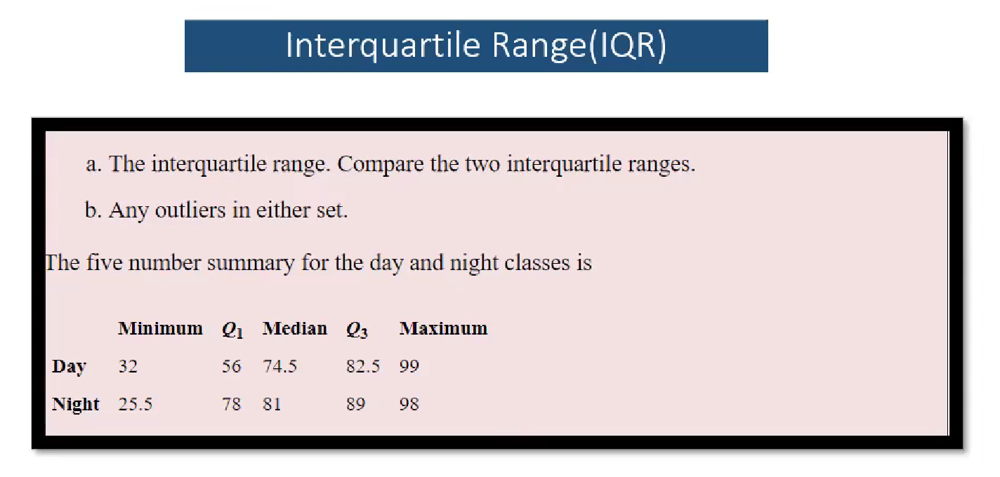 Interquartile Range(IQR)
a. The interquartile range. Compare the two interquartile ranges.
b. Any outliers in either set.
The five number summary for the day and night classes is
Minimum Q1 Median Q3 Maximum
Day 32 56 74.5 82.5 99
Night 25.5 78 81 89 98